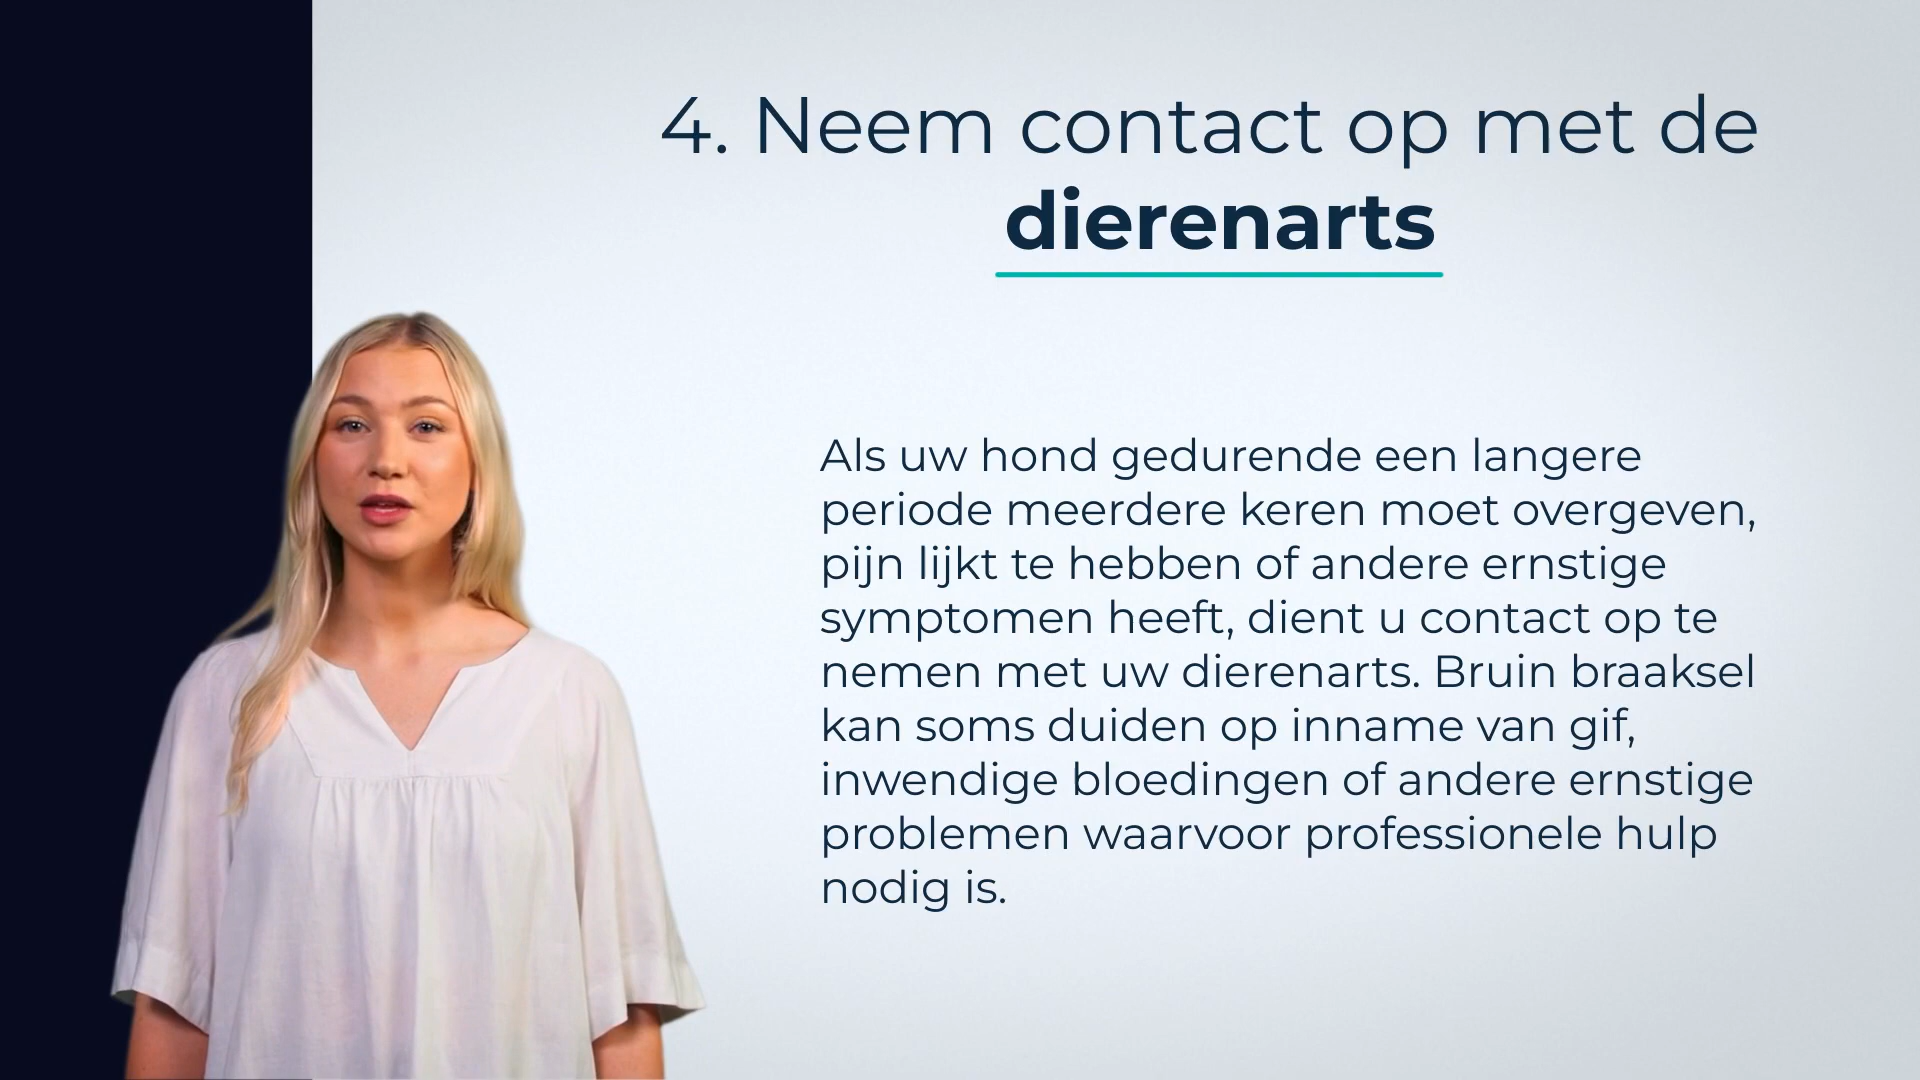 4. Neem contact op met de
dierenarts
Als uw hond gedurende een langere
periode meerdere keren moet overgeven,
pijn lijkt te hebben of andere ernstige
symptomen heeft, dient u contact op te
nemen met uw dierenarts. Bruin braaksel
kan soms duiden op inname van gif,
inwendige bloedingen of andere ernstige
problemen waarvoor professionele hulp
nodig is.